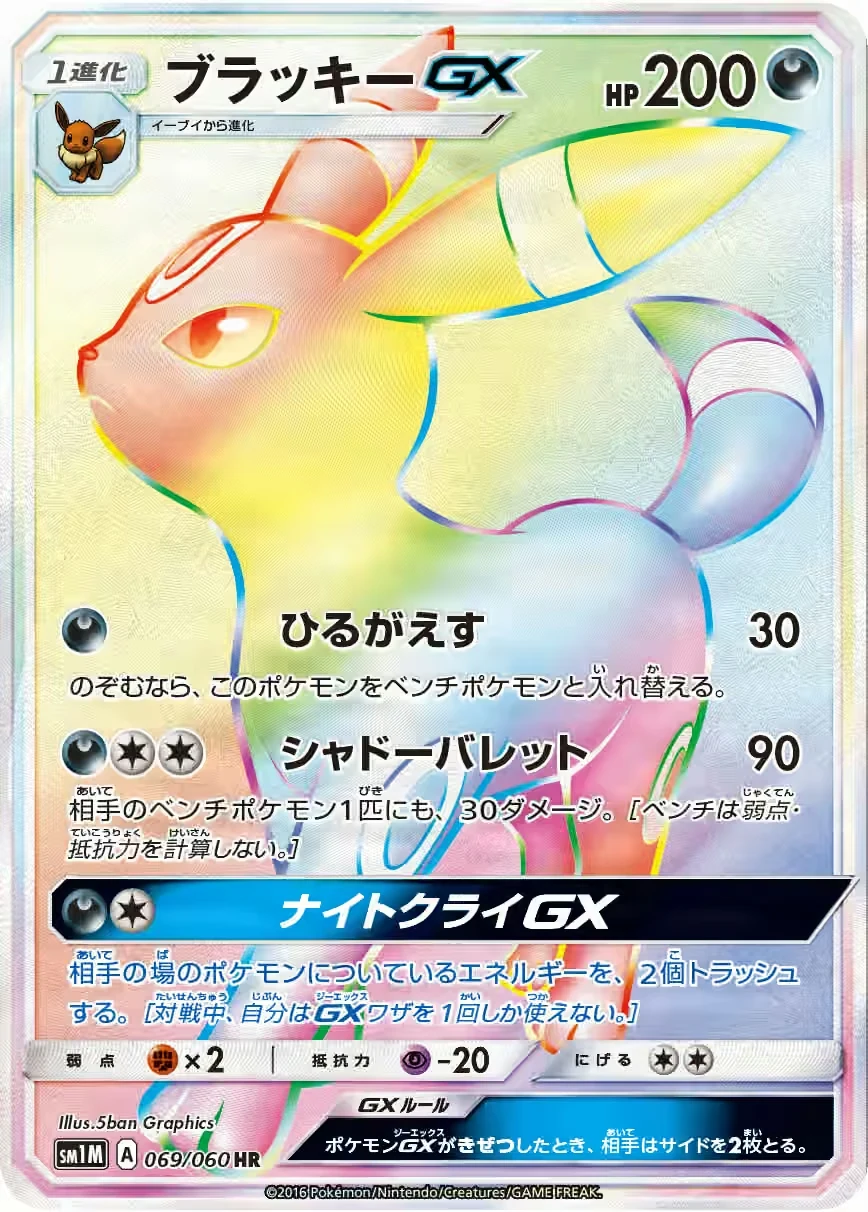 1進化 ブラッキーGX HP200
イーブイから進化
ひるがえす 30
のぞむなら、このポケモンをベンチポケモンと入れ替える。
シャドーバレット 90
相手のベンチポケモン1匹にも、30ダメージ。[ベンチは弱点・
抵抗力を計算しない。]
ナイトクライGX
相手の場のポケモンについているエネルギーを、2個トラッシュ
する。[対戦中、自分はGXワザを1回しか使えない。]
弱点 ×2 抵抗力 -20 にげる
GXルール
ポケモンGXがきぜつしたとき、相手はサイドを2枚とる。
Illus.5ban Graphics
SM1M A 069/060 HR
©2016 Pokémon/Nintendo/Creatures/GAME FREAK.